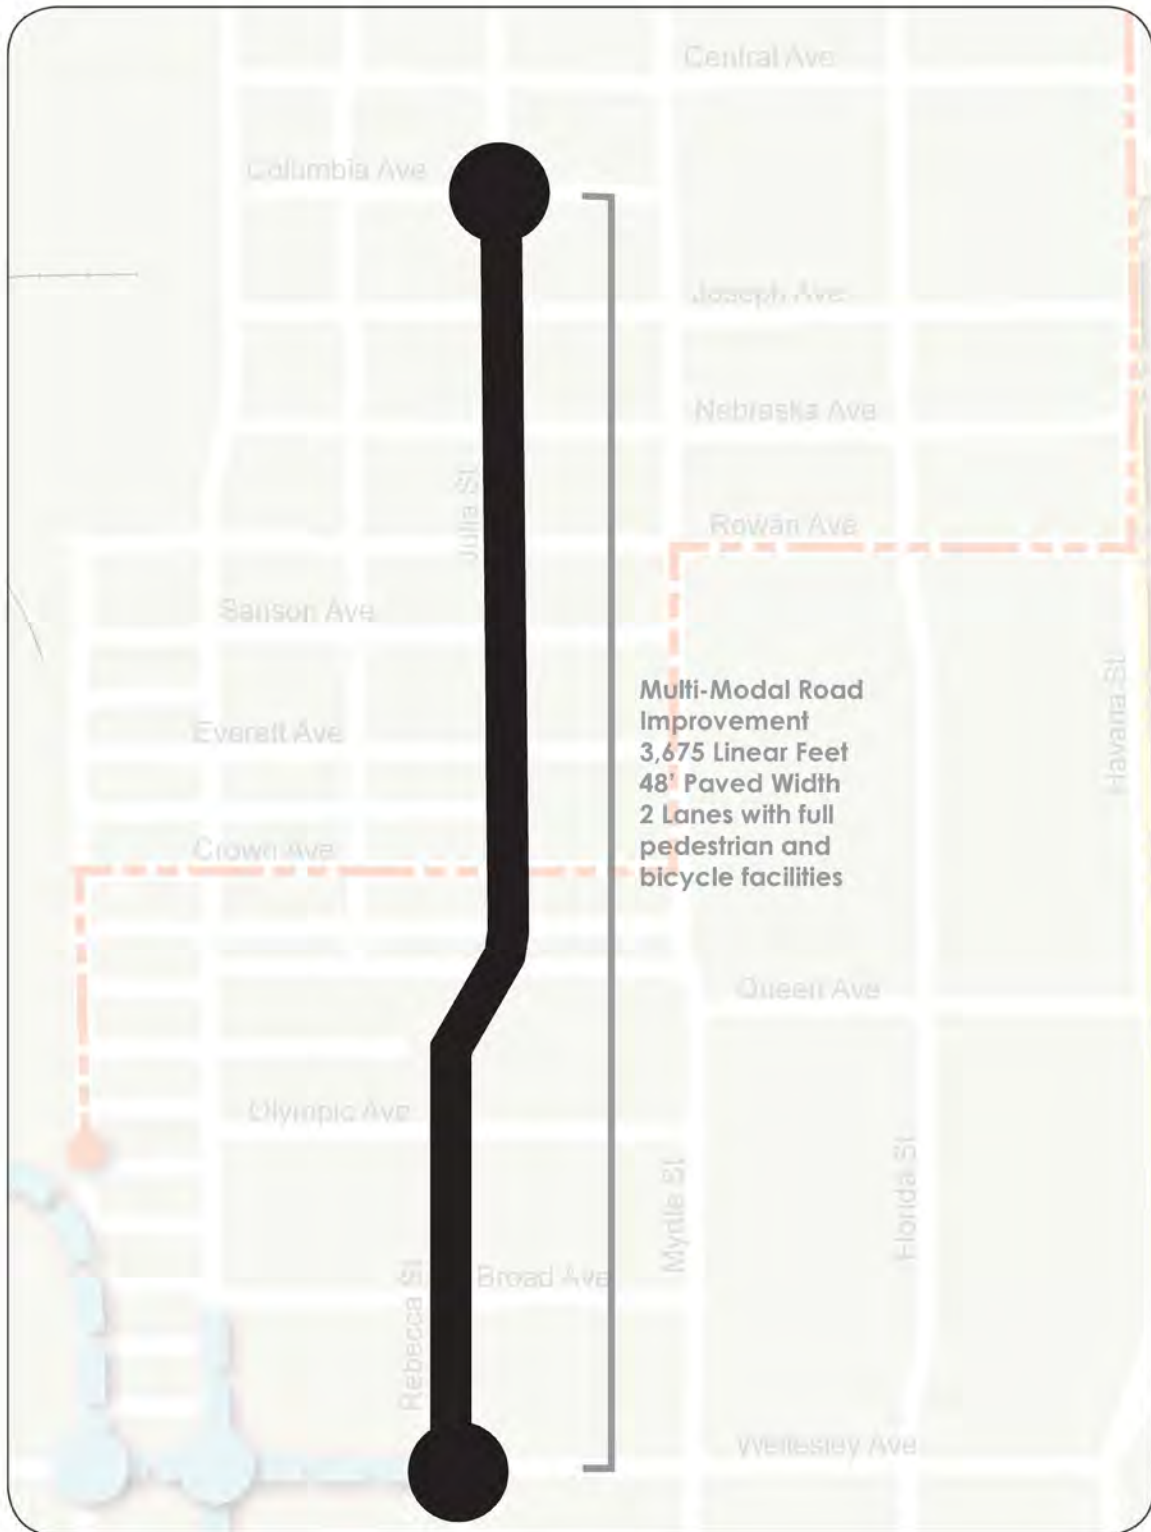 Central Ave
Columbia Ave
Joseph Ave
Nebraska Ave
Julia St
Rowan Ave
Sanson Ave
Havana St
Multi-Modal Road
Improvement
3,675 Linear Feet
48' Paved Width
2 Lanes with full
pedestrian and
bicycle facilities
Everett Ave
Crown Ave
Queen Ave
Olympic Ave
Myrtle St
Florida St
Rebecca St
Broad Ave
Wellesley Ave